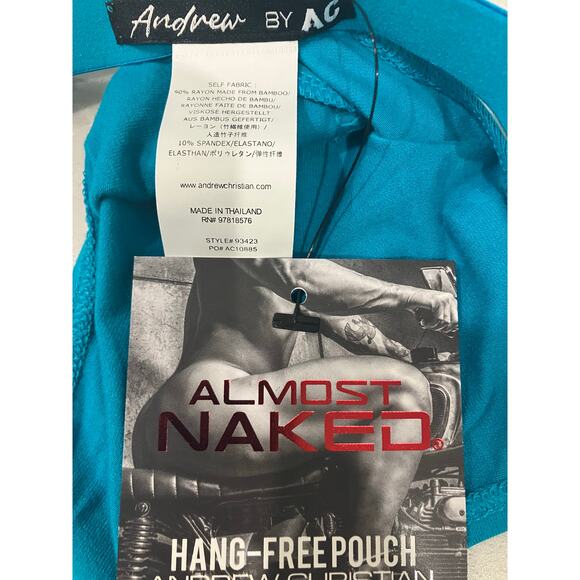 Andrew BY AC
SELF FABRIC :
90% RAYON MADE FROM BAMBOO/
RAYON HECHO DE BAMBU/
RAYONNE FAITE DE BAMBOU/
VISKOSE HERGESTELLT
AUS BAMBUS GEFERTIGT/
レーヨン（竹繊維使用）/
人造竹子纤维
10% SPANDEX/ELASTANO/
ELASTHAN/ポリウレタン/弹性纤维
www.andrewchristian.com
MADE IN THAILAND
RN# 97818576
STYLE# 93423
PO# AC10885
ALMOST
NAKED®
HANG-FREE POUCH
ANDREW CHRISTIAN